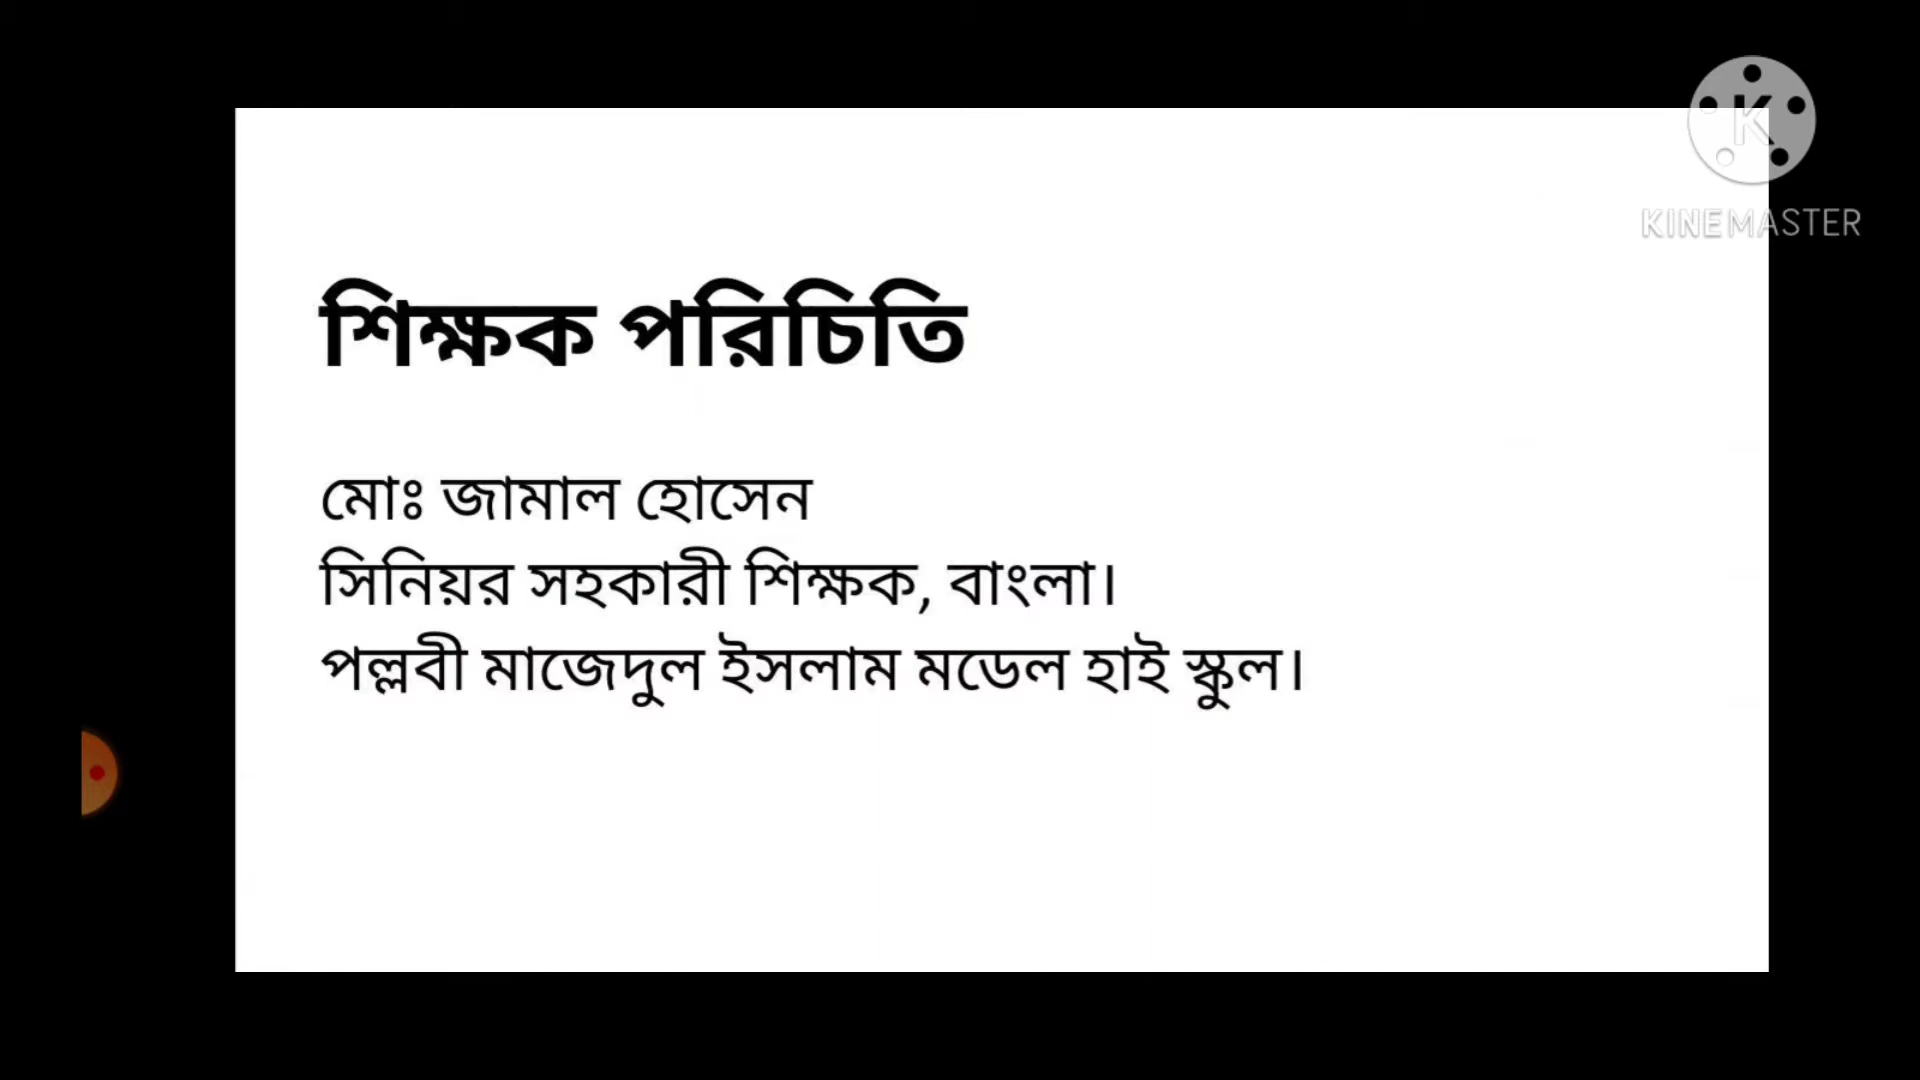 K
KINEMASTER
শিক্ষক পরিচিতি
মোঃ জামাল হোসেন
সিনিয়র সহকারী শিক্ষক, বাংলা।
পল্লবী মাজেদুল ইসলাম মডেল হাই স্কুল।